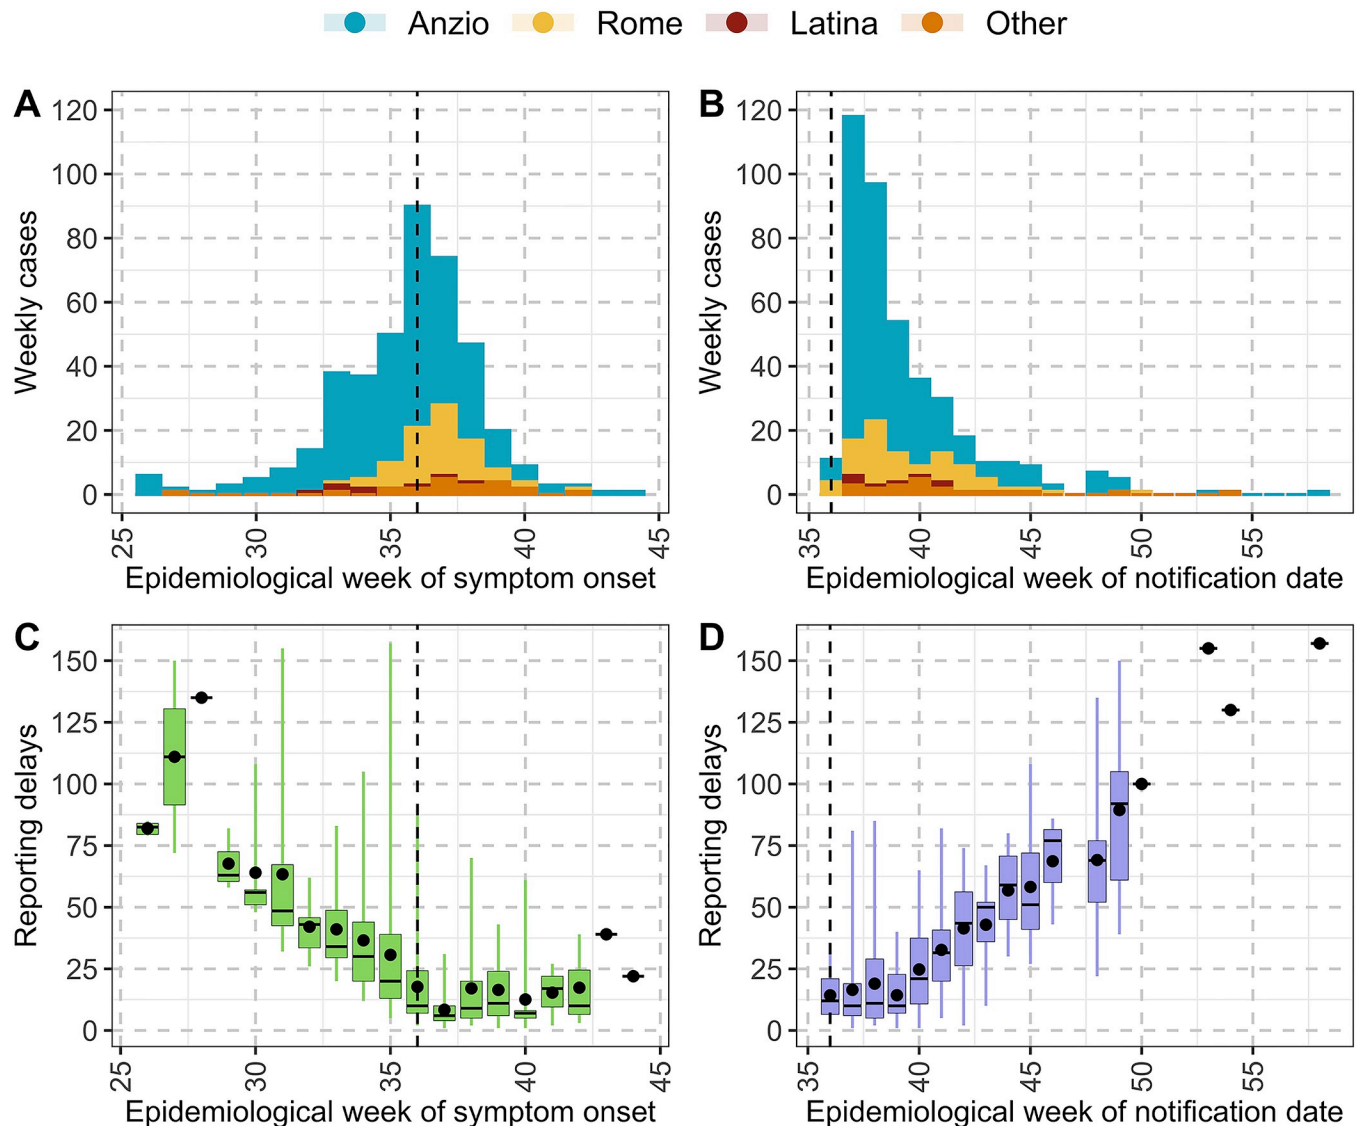 Anzio Rome Latina Other
A
120
100
80
60
40
20
0
Weekly cases
25 30 35 40 45
Epidemiological week of symptom onset
B
120
100
80
60
40
20
0
Weekly cases
35 40 45 50 55
Epidemiological week of notification date
C
150
125
100
75
50
25
0
Reporting delays
25 30 35 40 45
Epidemiological week of symptom onset
D
150
125
100
75
50
25
0
Reporting delays
35 40 45 50 55
Epidemiological week of notification date